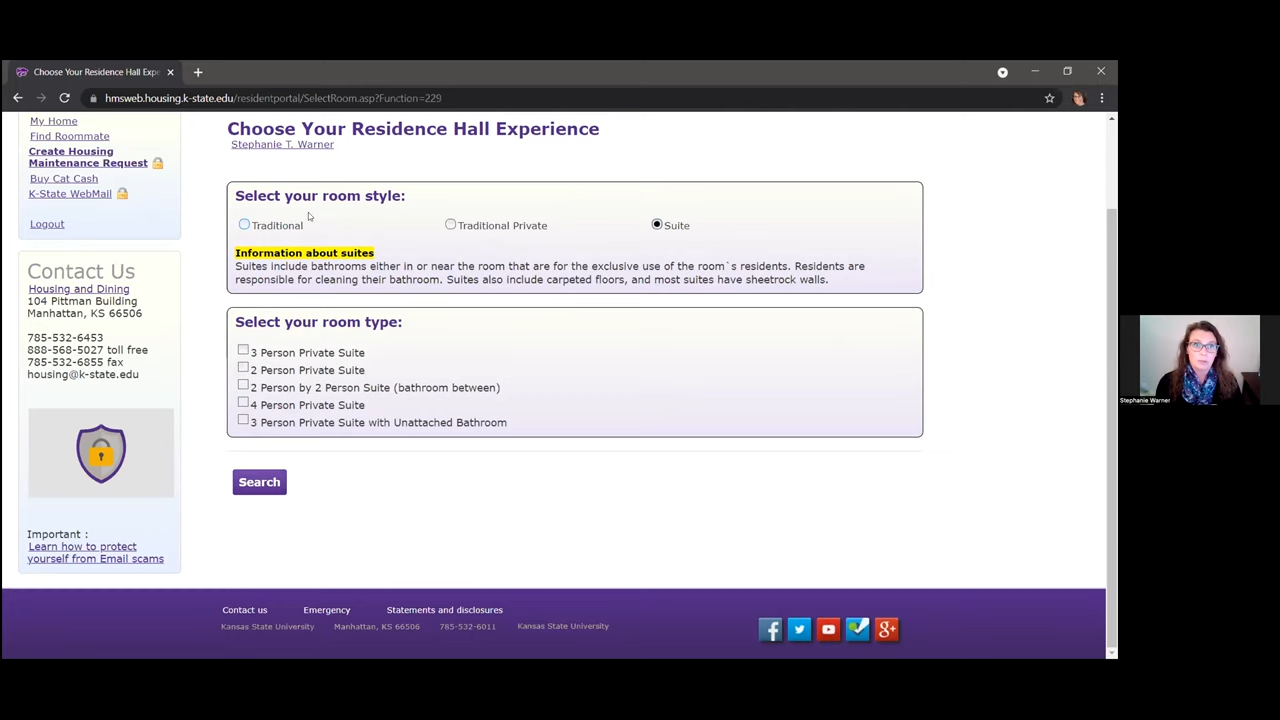 Choose Your Residence Hall Expe
hmsweb.housing.k-state.edu/residentportal/SelectRoom.asp?Function=229
My Home
Find Roommate
Create Housing
Maintenance Request
Buy Cat Cash
K-State WebMail
Logout
Contact Us
Housing and Dining
104 Pittman Building
Manhattan, KS 66506
785-532-6453
888-568-5027 toll free
785-532-6855 fax
housing@k-state.edu
Important :
Learn how to protect
yourself from Email scams
Choose Your Residence Hall Experience
Stephanie T. Warner
Select your room style:
Traditional Traditional Private Suite
Information about suites
Suites include bathrooms either in or near the room that are for the exclusive use of the room`s residents. Residents are
responsible for cleaning their bathroom. Suites also include carpeted floors, and most suites have sheetrock walls.
Select your room type:
3 Person Private Suite
2 Person Private Suite
2 Person by 2 Person Suite (bathroom between)
4 Person Private Suite
3 Person Private Suite with Unattached Bathroom
Search
Contact us Emergency Statements and disclosures
Kansas State University Manhattan, KS 66506 785-532-6011 Kansas State University
Stephanie Warner